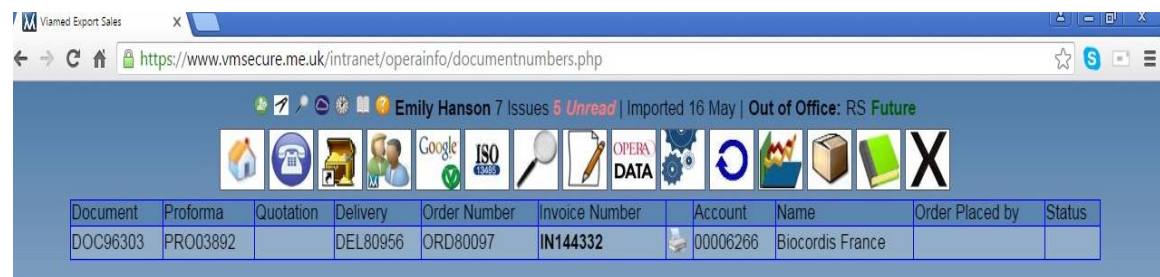 Viamed Export Sales
https://www.vmsecure.me.uk/intranet/operainfo/documentnumbers.php
Emily Hanson 7 Issues 5 Unread | Imported 16 May | Out of Office: RS Future
Google ISO 13485 OPERA DATA
Document Proforma Quotation Delivery Order Number Invoice Number Account Name Order Placed by Status
DOC96303 PRO03892 DEL80956 ORD80097 IN144332 00006266 Biocordis France